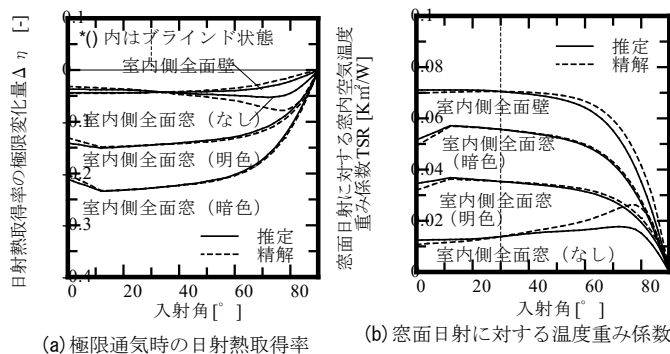 日射熱取得率の極限変化量Δη [-]
0.1
*() 内はブラインド状態
室内側全面壁
0
0.1
室内側全面窓（なし）
室内側全面窓（明色）
0.2
室内側全面窓（暗色）
0.3
推定
精解
0.4
0 20 40 60 80
入射角[°]
(a) 極限通気時の日射熱取得率
窓面日射に対する窓内空気温度
重み係数TSR [Km²/W]
0.1
推定
精解
0.08
室内側全面壁
0.06
室内側全面窓
（暗色）
0.04
室内側全面窓
（明色）
0.02
室内側全面窓（なし）
0
0 20 40 60 80
入射角[°]
(b) 窓面日射に対する温度重み係数